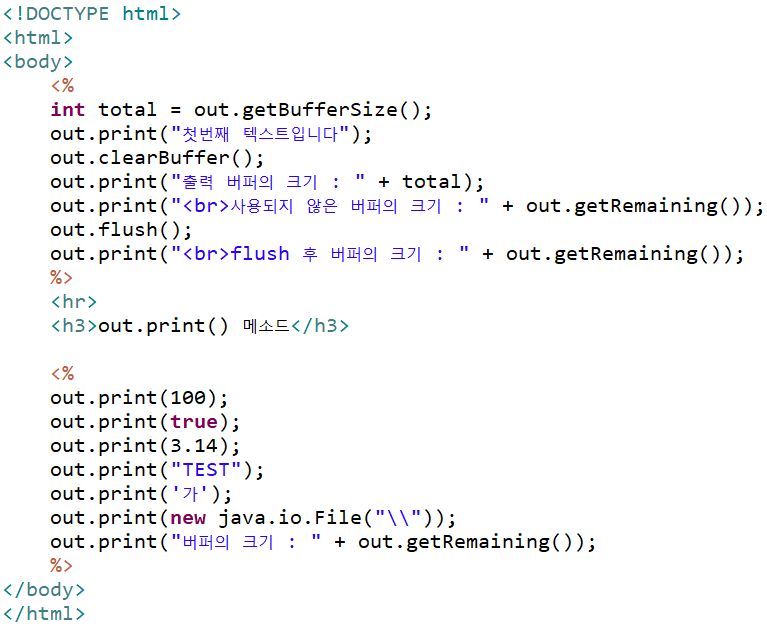 <!DOCTYPE html>
<html>
<body>
<%
int total = out.getBufferSize();
out.print("첫번째 텍스트입니다");
out.clearBuffer();
out.print("출력 버퍼의 크기 : " + total);
out.print("<br>사용되지 않은 버퍼의 크기 : " + out.getRemaining());
out.flush();
out.print("<br>flush 후 버퍼의 크기 : " + out.getRemaining());
%>
<hr>
<h3>out.print() 메소드</h3>
<%
out.print(100);
out.print(true);
out.print(3.14);
out.print("TEST");
out.print('가');
out.print(new java.io.File("\\"));
out.print("버퍼의 크기 : " + out.getRemaining());
%>
</body>
</html>